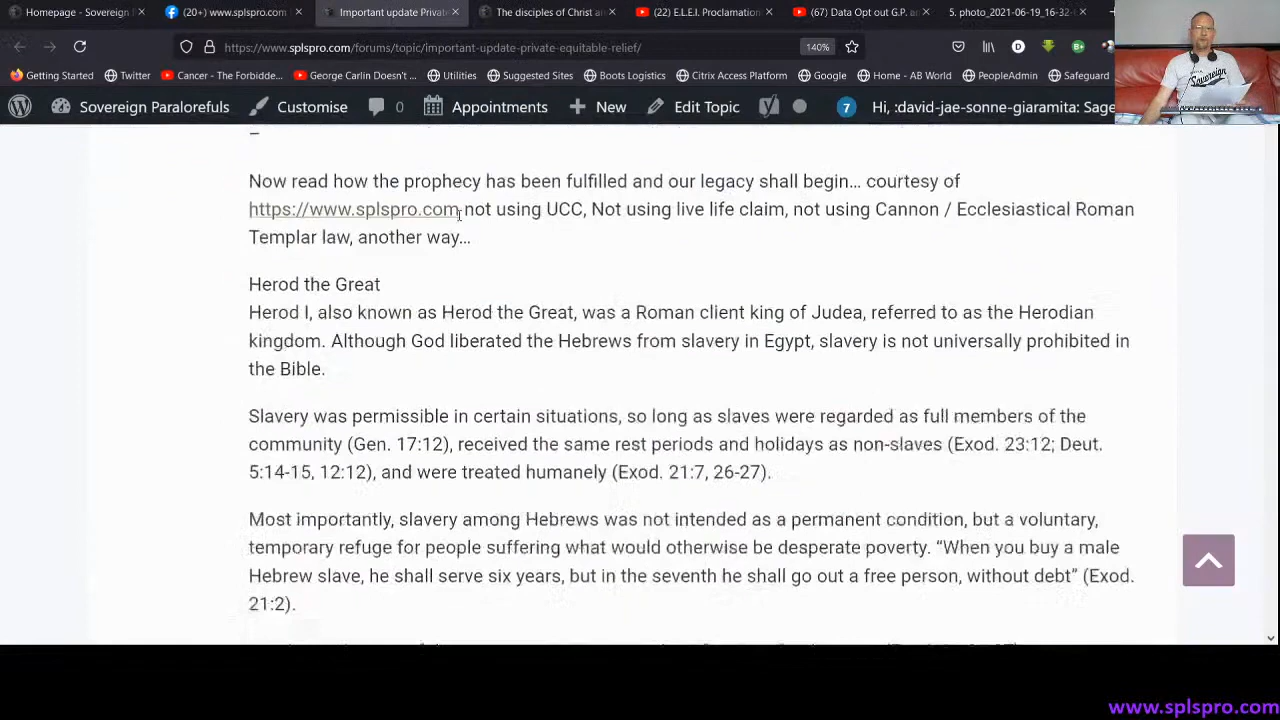 Homepage - Sovereign
(20+) www.splspro.com
Important update Priva
The disciples of Christ a
(22) E.L.E.I. Proclamation
(67) Data Opt out G.P. a
5. photo_2021-06-19_16-32-
https://www.splspro.com/forums/topic/important-update-private-equitable-relief/
140%
Getting Started
Twitter
Cancer - The Forbidde...
George Carlin Doesn't ...
Utilities
Suggested Sites
Boots Logistics
Citrix Access Platform
Google
Home - AB World
PeopleAdmin
Safeguard
Sovereign Paralorefuls
Customise
0
Appointments
New
Edit Topic
7
Hi, :david-jae-sonne-giaramita: Sage
Sovereign
Now read how the prophecy has been fulfilled and our legacy shall begin… courtesy of
https://www.splspro.com not using UCC, Not using live life claim, not using Cannon / Ecclesiastical Roman
Templar law, another way…
Herod the Great
Herod I, also known as Herod the Great, was a Roman client king of Judea, referred to as the Herodian
kingdom. Although God liberated the Hebrews from slavery in Egypt, slavery is not universally prohibited in
the Bible.
Slavery was permissible in certain situations, so long as slaves were regarded as full members of the
community (Gen. 17:12), received the same rest periods and holidays as non-slaves (Exod. 23:12; Deut.
5:14-15, 12:12), and were treated humanely (Exod. 21:7, 26-27).
Most importantly, slavery among Hebrews was not intended as a permanent condition, but a voluntary,
temporary refuge for people suffering what would otherwise be desperate poverty. “When you buy a male
Hebrew slave, he shall serve six years, but in the seventh he shall go out a free person, without debt” (Exod.
21:2).
www.splspro.com